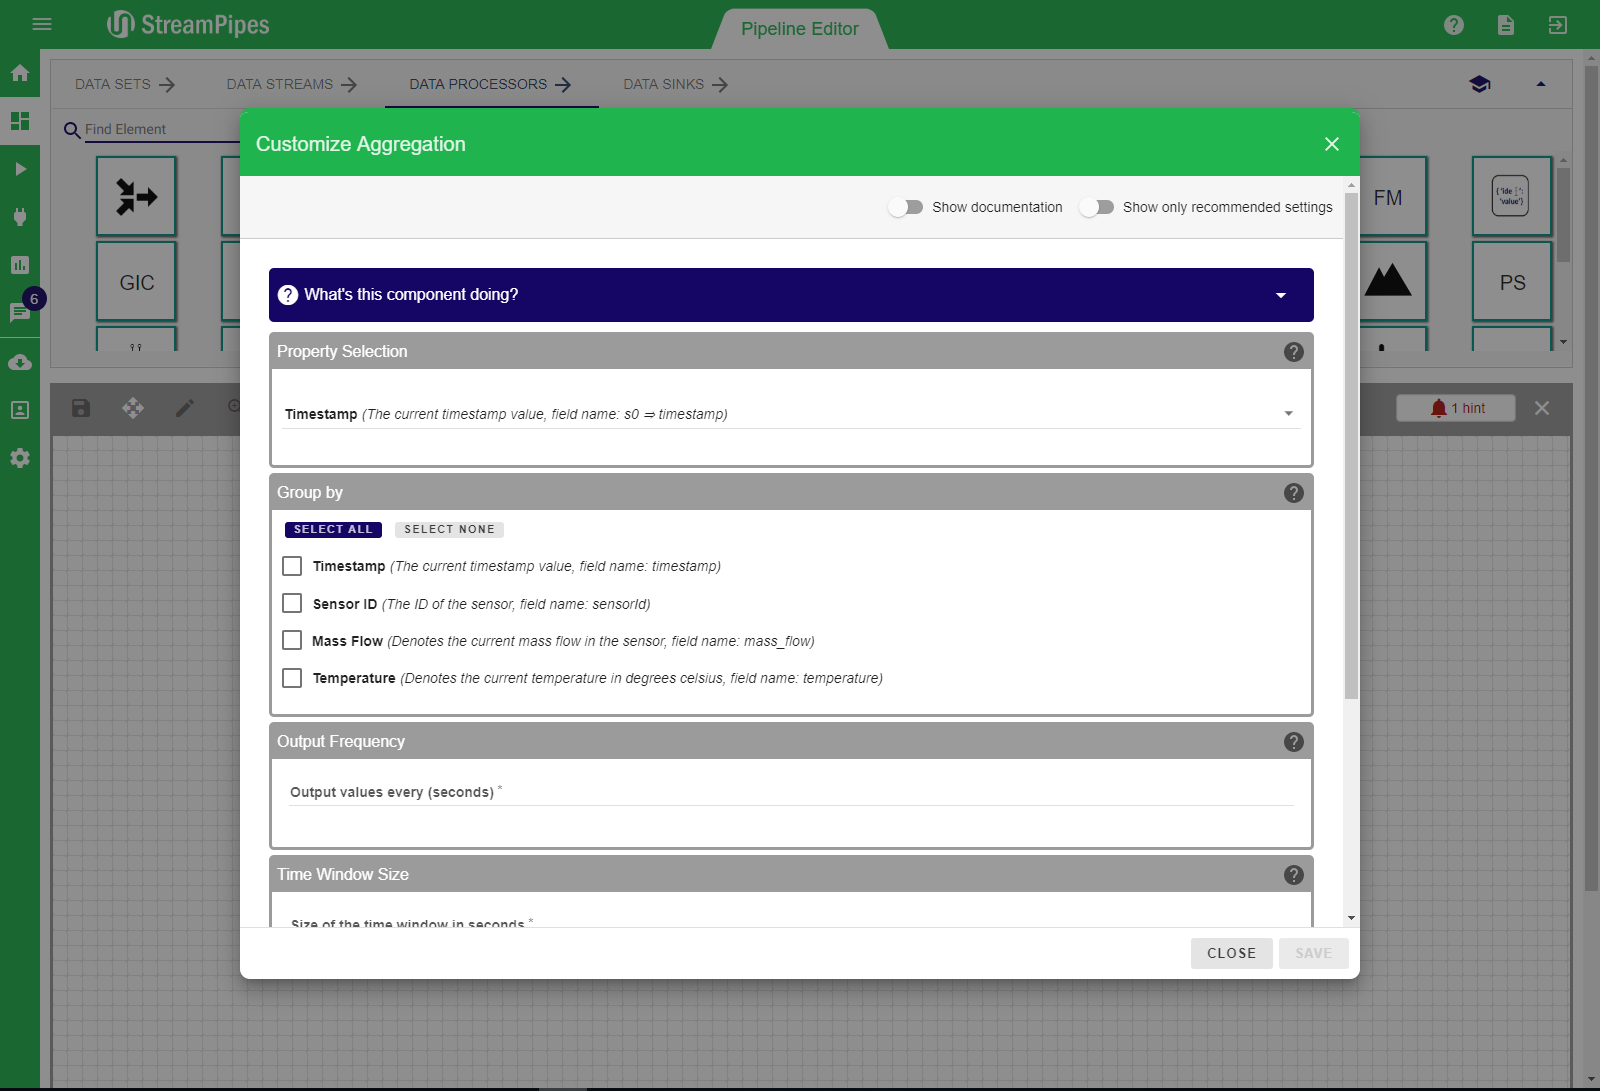 StreamPipes
Pipeline Editor
DATA SETS
DATA STREAMS
DATA PROCESSORS
DATA SINKS
Find Element
Customize Aggregation
Show documentation
Show only recommended settings
FM
{ 'ide
'value'}
GIC
PS
6
What's this component doing?
Property Selection
Timestamp (The current timestamp value, field name: s0 ⇒ timestamp)
1 hint
Group by
SELECT ALL
SELECT NONE
Timestamp (The current timestamp value, field name: timestamp)
Sensor ID (The ID of the sensor, field name: sensorId)
Mass Flow (Denotes the current mass flow in the sensor, field name: mass_flow)
Temperature (Denotes the current temperature in degrees celsius, field name: temperature)
Output Frequency
Output values every (seconds) *
Time Window Size
Size of the time window in seconds *
CLOSE
SAVE